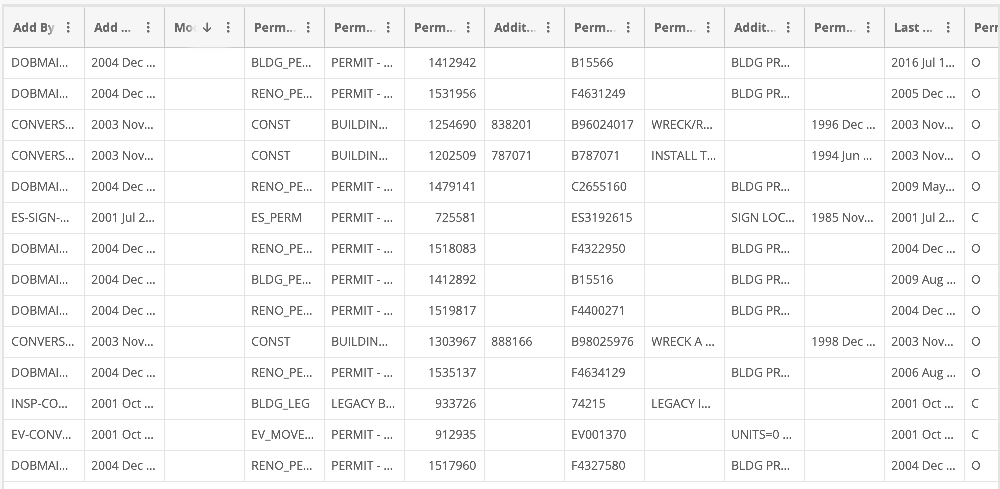 Add By Add ... Mo Perm... Perm... Perm... Addit... Perm... Perm... Addit... Perm... Last ... Perr
DOBMAI... 2004 Dec ... BLDG_PE... PERMIT - ... 1412942 B15566 BLDG PR... 2016 Jul 1... O
DOBMAI... 2004 Dec ... RENO_PE... PERMIT - ... 1531956 F4631249 BLDG PR... 2005 Dec ... O
CONVERS... 2003 Nov... CONST BUILDIN... 1254690 838201 B96024017 WRECK/R... 1996 Dec ... 2003 Nov... O
CONVERS... 2003 Nov... CONST BUILDIN... 1202509 787071 B787071 INSTALL T... 1994 Jun ... 2003 Nov... O
DOBMAI... 2004 Dec ... RENO_PE... PERMIT - ... 1479141 C2655160 BLDG PR... 2009 May... O
ES-SIGN-... 2001 Jul 2... ES_PERM PERMIT - ... 725581 ES3192615 SIGN LOC... 1985 Nov... 2001 Jul 2... C
DOBMAI... 2004 Dec ... RENO_PE... PERMIT - ... 1518083 F4322950 BLDG PR... 2004 Dec ... O
DOBMAI... 2004 Dec ... BLDG_PE... PERMIT - ... 1412892 B15516 BLDG PR... 2009 Aug ... O
DOBMAI... 2004 Dec ... RENO_PE... PERMIT - ... 1519817 F4400271 BLDG PR... 2004 Dec ... O
CONVERS... 2003 Nov... CONST BUILDIN... 1303967 888166 B98025976 WRECK A ... 1998 Dec ... 2003 Nov... O
DOBMAI... 2004 Dec ... RENO_PE... PERMIT - ... 1535137 F4634129 BLDG PR... 2006 Aug ... O
INSP-CO... 2001 Oct ... BLDG_LEG LEGACY B... 933726 74215 LEGACY I... 2001 Oct ... C
EV-CONV... 2001 Oct ... EV_MOVE... PERMIT - ... 912935 EV001370 UNITS=0 ... 2001 Oct ... C
DOBMAI... 2004 Dec ... RENO_PE... PERMIT - ... 1517960 F4327580 BLDG PR... 2004 Dec ... O